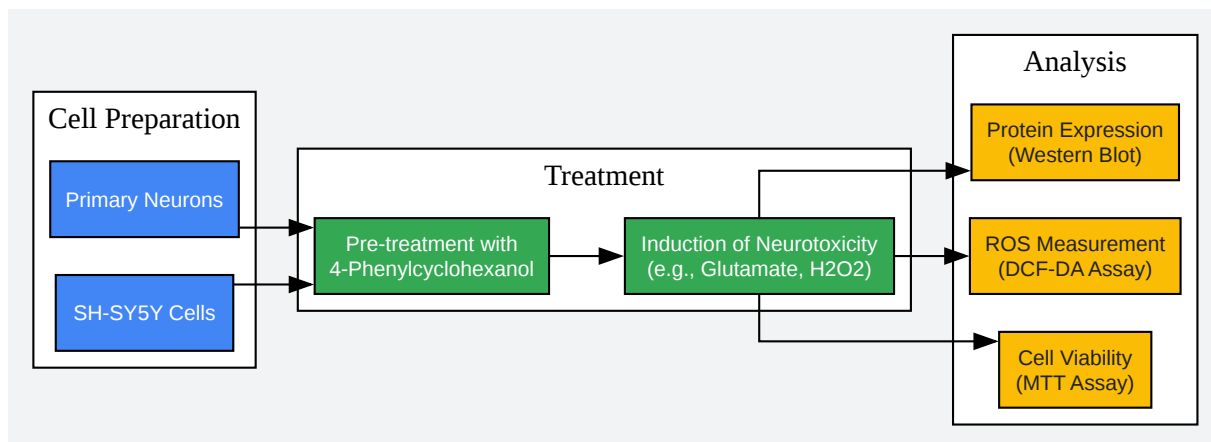 Cell Preparation
Primary Neurons
SH-SY5Y Cells
Treatment
Pre-treatment with
4-Phenylcyclohexanol
Induction of Neurotoxicity
(e.g., Glutamate, H2O2)
Analysis
Protein Expression
(Western Blot)
ROS Measurement
(DCF-DA Assay)
Cell Viability
(MTT Assay)